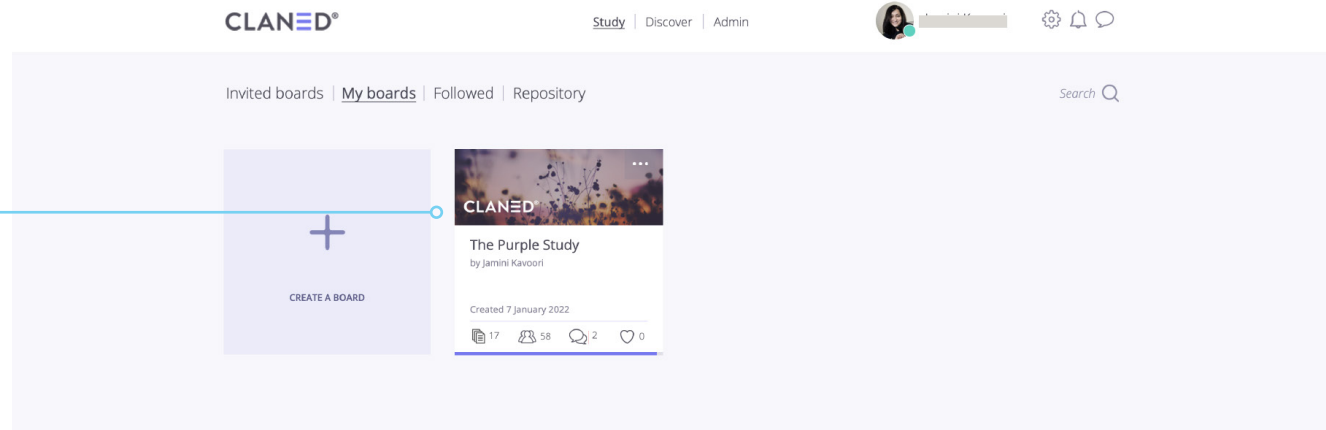 CLANED®
Study | Discover | Admin
Invited boards | My boards | Followed | Repository
Search
CREATE A BOARD
CLANED®
The Purple Study
by Jamini Kavoori
Created 7 January 2022
17 58 2 0